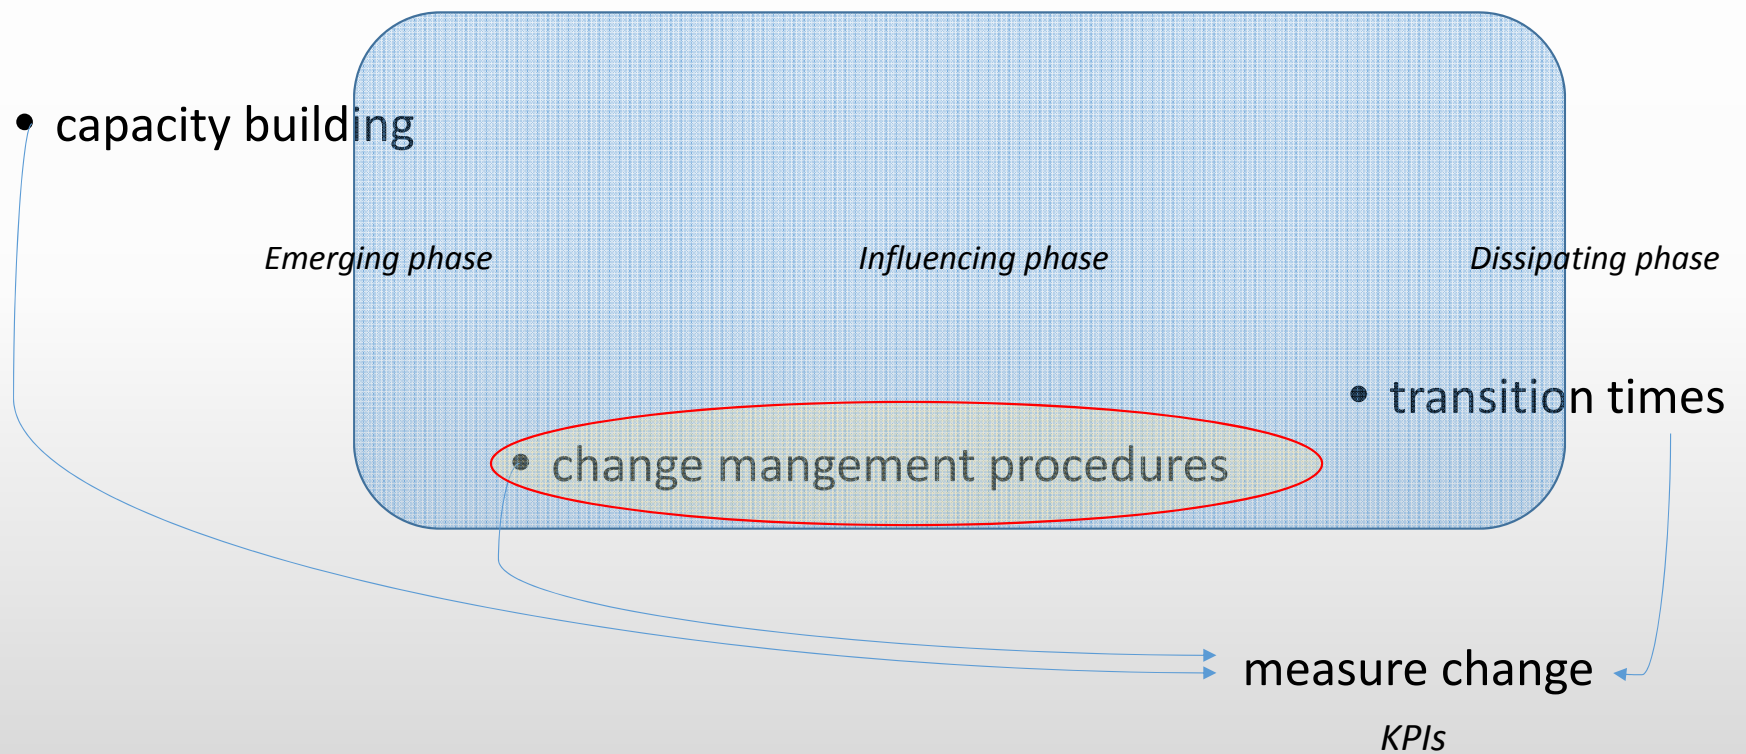 • capacity building
Emerging phase
Influencing phase
Dissipating phase
• transition times
• change mangement procedures
measure change
KPIs